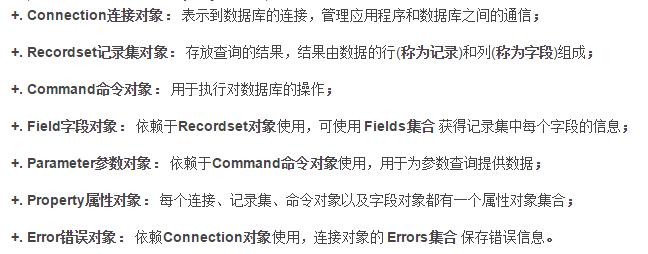 +. Connection连接对象： 表示到数据库的连接，管理应用程序和数据库之间的通信；
+. Recordset记录集对象： 存放查询的结果，结果由数据的行(称为记录)和列(称为字段)组成；
+. Command命令对象： 用于执行对数据库的操作；
+. Field字段对象： 依赖于Recordset对象使用，可使用 Fields集合 获得记录集中每个字段的信息；
+. Parameter参数对象： 依赖于Command命令对象使用，用于为参数查询提供数据；
+. Property属性对象： 每个连接、记录集、命令对象以及字段对象都有一个属性对象集合；
+. Error错误对象： 依赖Connection对象使用，连接对象的 Errors集合 保存错误信息。